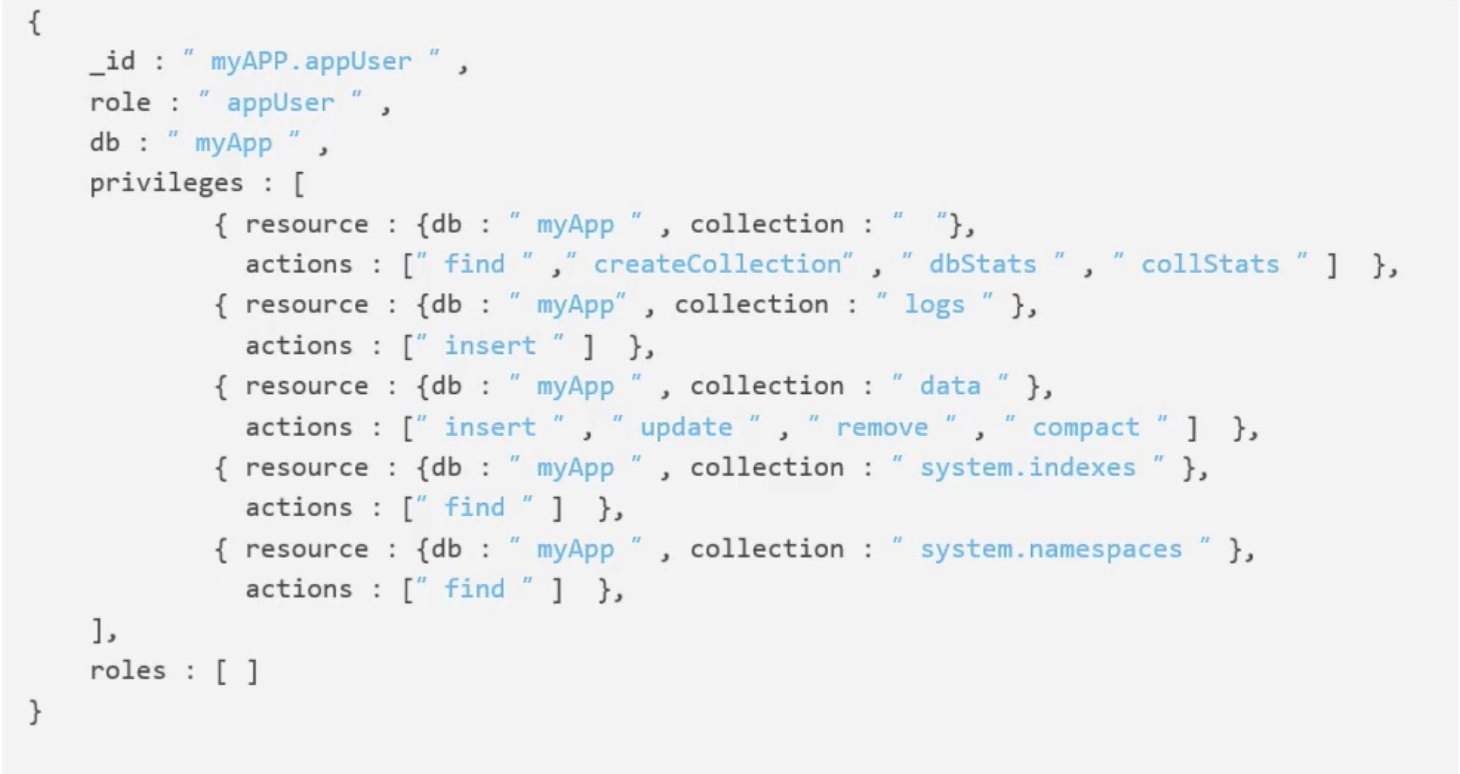 {
_id : " myAPP.appUser " ,
role : " appUser " ,
db : " myApp " ,
privileges : [
{ resource : {db : " myApp " , collection : "  "},
actions : [" find " ," createCollection" , " dbStats " , " collStats " ]  },
{ resource : {db : " myApp" , collection : " logs " },
actions : [" insert " ]  },
{ resource : {db : " myApp " , collection : " data " },
actions : [" insert " , " update " , " remove " , " compact " ]  },
{ resource : {db : " myApp " , collection : " system.indexes " },
actions : [" find " ]  },
{ resource : {db : " myApp " , collection : " system.namespaces " },
actions : [" find " ]  },
],
roles : [ ]
}